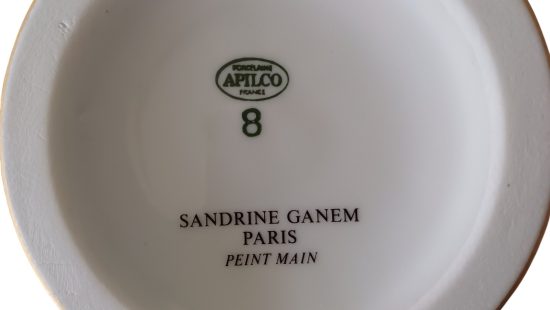 PORCELAINE
APILCO
FRANCE
8
SANDRINE GANEM
PARIS
PEINT MAIN